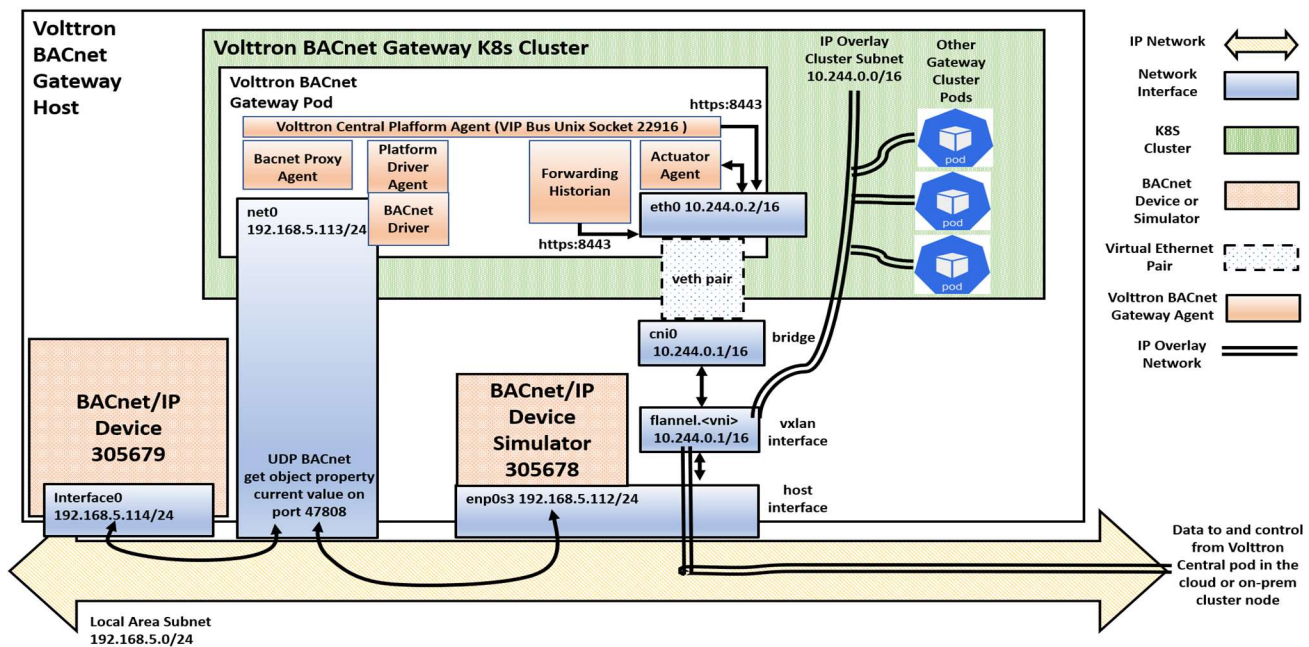 Volttron
BACnet
Gateway
Host
Volttron BACnet Gateway K8s Cluster
Volttron BACnet
Gateway Pod
https:8443
Volttron Central Plafform Agent (VIP Bus Unix Socket 22916 )
Bacnet Proxy
Agent
Platform
Driver
Agent
BACnet
Driver
Forwarding
Historian
Actuator
Agent
net0
192.168.5.113/24
eth0 10.244.0.2/16
https:8443
IP Overlay
Cluster Subnet
10.244.0.0/16
Other
Gateway
Cluster
Pods
pod
pod
pod
veth pair
cni0
10.244.0.1/16
bridge
flannel.<vni>
10.244.0.1/16
vxlan
interface
BACnet/IP
Device
305679
Interface0
192.168.5.114/24
UDP BACnet
get object property
current value on
port 47808
BACnet/IP
Device
Simulator
305678
enp0s3 192.168.5.112/24
host
interface
Local Area Subnet
192.168.5.0/24
Data to and control
from Volttron
Central pod in the
cloud or on-prem
cluster node
IP Network
Network
Interface
K8S
Cluster
BACnet
Device or
Simulator
Virtual Ethernet
Pair
Volttron BACnet
Gateway Agent
IP Overlay
Network